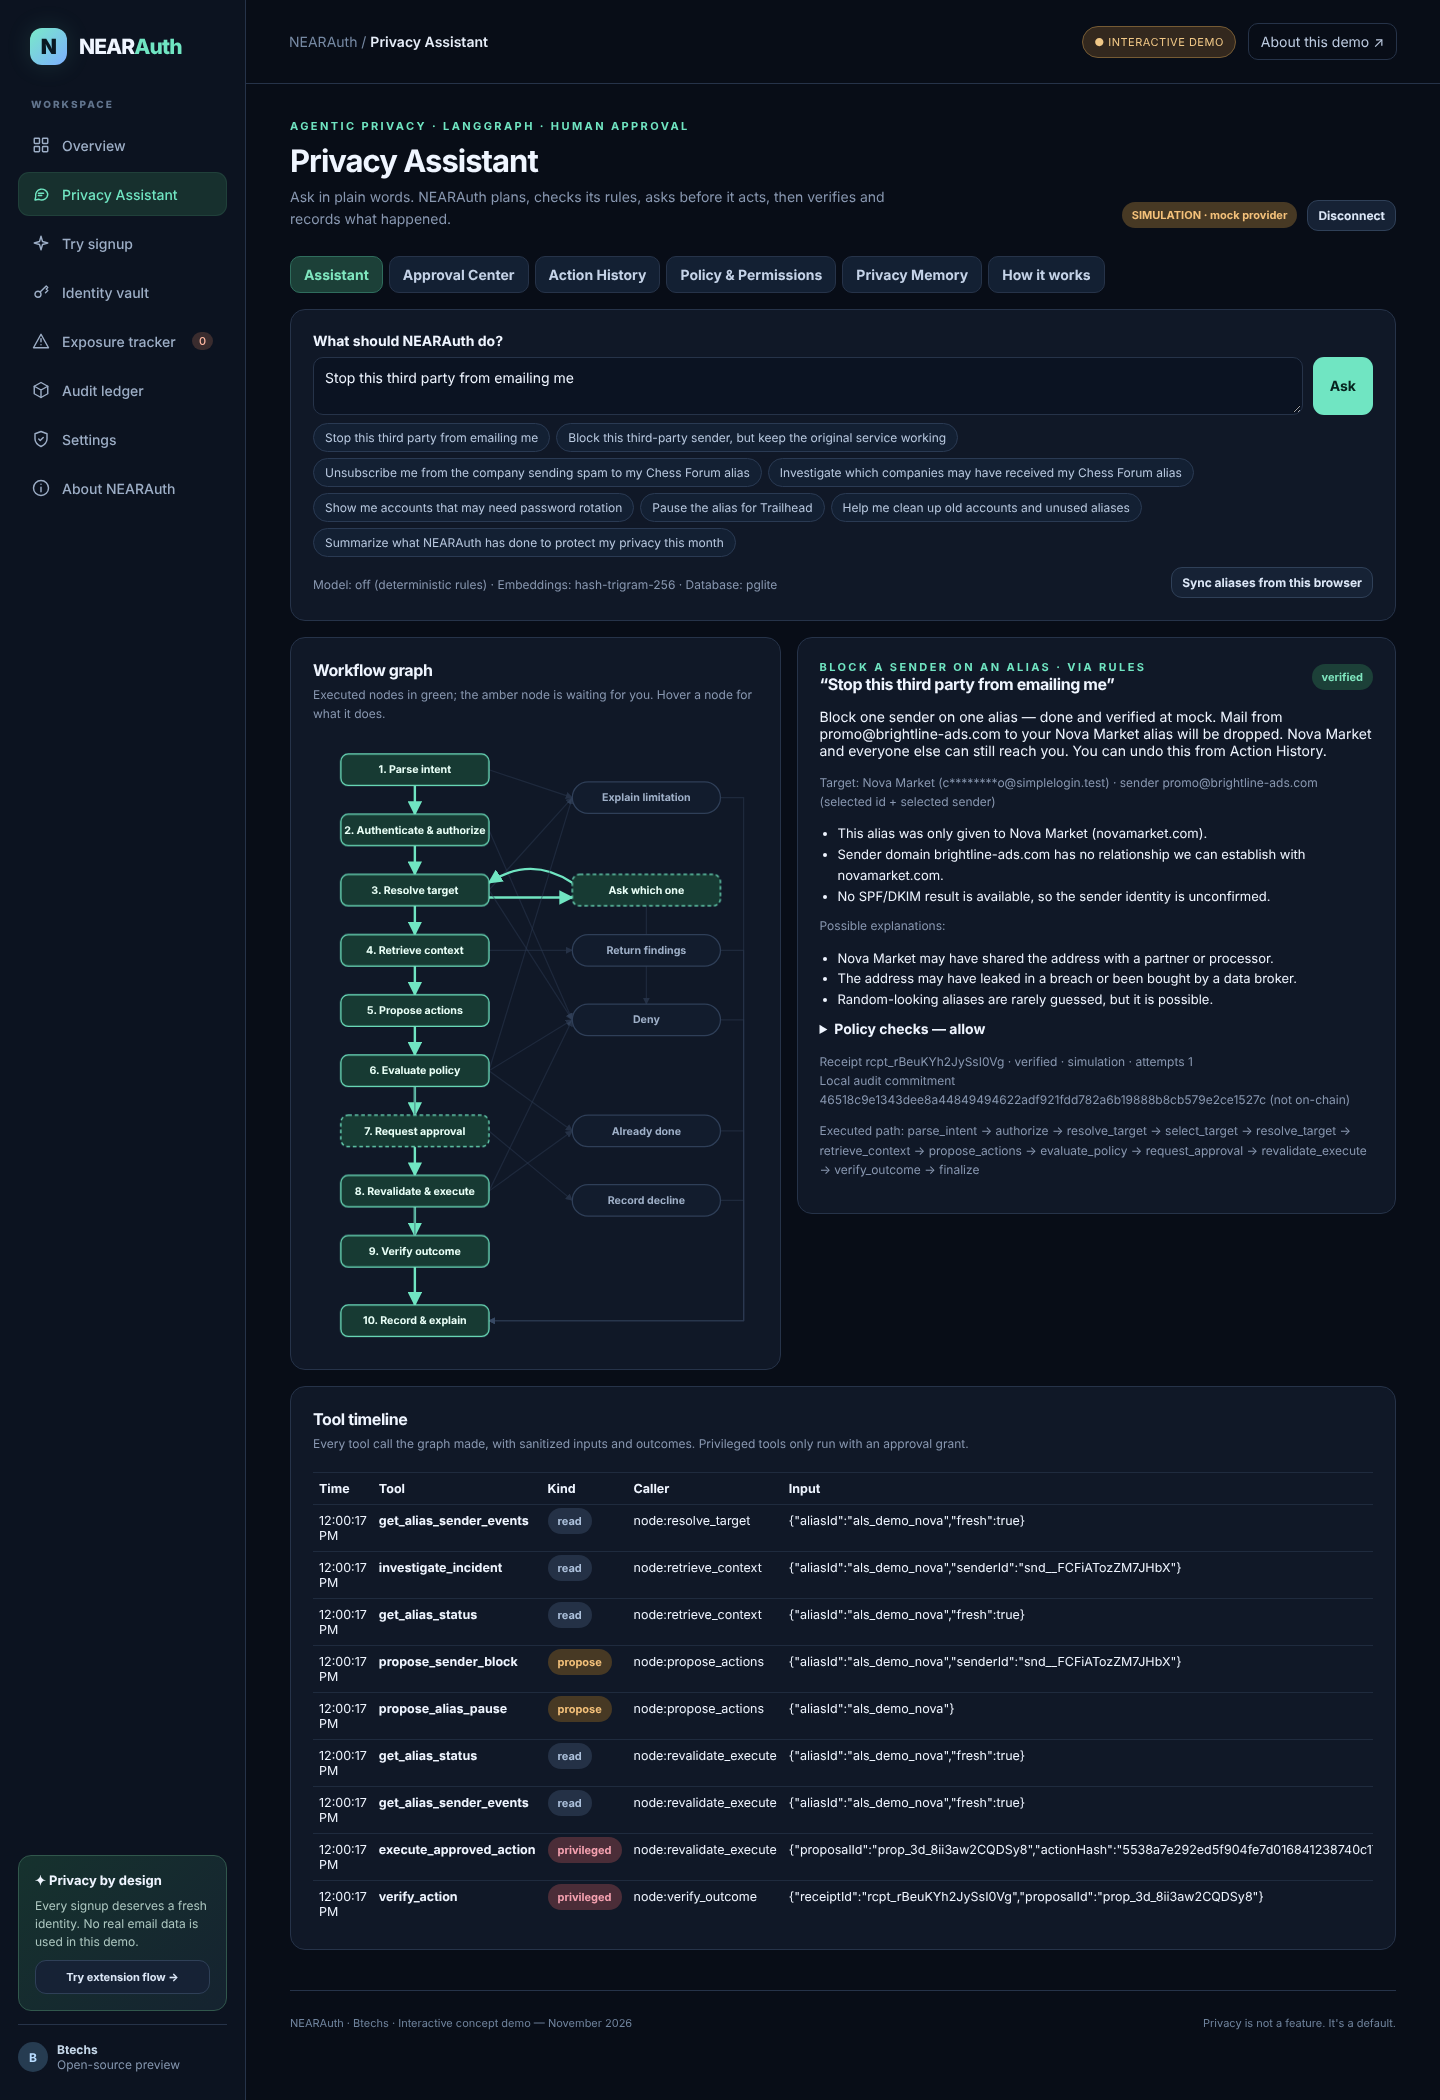 N NEARAuth
WORKSPACE
Overview
Privacy Assistant
Try signup
Identity vault
Exposure tracker 0
Audit ledger
Settings
About NEARAuth
✦ Privacy by design
Every signup deserves a fresh
identity. No real email data is
used in this demo.
Try extension flow →
B
Btechs
Open-source preview
NEARAuth / Privacy Assistant
● INTERACTIVE DEMO
About this demo ↗
AGENTIC PRIVACY · LANGGRAPH · HUMAN APPROVAL
Privacy Assistant
Ask in plain words. NEARAuth plans, checks its rules, asks before it acts, then verifies and
records what happened.
SIMULATION · mock provider
Disconnect
Assistant
Approval Center
Action History
Policy & Permissions
Privacy Memory
How it works
What should NEARAuth do?
Stop this third party from emailing me
Ask
Stop this third party from emailing me
Block this third-party sender, but keep the original service working
Unsubscribe me from the company sending spam to my Chess Forum alias
Investigate which companies may have received my Chess Forum alias
Show me accounts that may need password rotation
Pause the alias for Trailhead
Help me clean up old accounts and unused aliases
Summarize what NEARAuth has done to protect my privacy this month
Model: off (deterministic rules) · Embeddings: hash-trigram-256 · Database: pglite
Sync aliases from this browser
Workflow graph
Executed nodes in green; the amber node is waiting for you. Hover a node for
what it does.
1. Parse intent
Explain limitation
2. Authenticate & authorize
3. Resolve target
Ask which one
4. Retrieve context
Return findings
5. Propose actions
Deny
6. Evaluate policy
7. Request approval
Already done
8. Revalidate & execute
Record decline
9. Verify outcome
10. Record & explain
BLOCK A SENDER ON AN ALIAS · VIA RULES
“Stop this third party from emailing me”
verified
Block one sender on one alias — done and verified at mock. Mail from
promo@brightline-ads.com to your Nova Market alias will be dropped. Nova Market
and everyone else can still reach you. You can undo this from Action History.
Target: Nova Market (c********o@simplelogin.test) · sender promo@brightline-ads.com
(selected id + selected sender)
• This alias was only given to Nova Market (novamarket.com).
• Sender domain brightline-ads.com has no relationship we can establish with
novamarket.com.
• No SPF/DKIM result is available, so the sender identity is unconfirmed.
Possible explanations:
• Nova Market may have shared the address with a partner or processor.
• The address may have leaked in a breach or been bought by a data broker.
• Random-looking aliases are rarely guessed, but it is possible.
▶ Policy checks — allow
Receipt rcpt_rBeuKYh2JySsI0Vg · verified · simulation · attempts 1
Local audit commitment
46518c9e1343dee8a44849494622adf921fdd782a6b19888b8cb579e2ce1527c (not on-chain)
Executed path: parse_intent → authorize → resolve_target → select_target → resolve_target →
retrieve_context → propose_actions → evaluate_policy → request_approval → revalidate_execute
→ verify_outcome → finalize
Tool timeline
Every tool call the graph made, with sanitized inputs and outcomes. Privileged tools only run with an approval grant.
Time Tool Kind Caller Input
12:00:17 PM get_alias_sender_events read node:resolve_target {"aliasId":"als_demo_nova","fresh":true}
12:00:17 PM investigate_incident read node:retrieve_context {"aliasId":"als_demo_nova","senderId":"snd__FCFiATozZM7JHbX"}
12:00:17 PM get_alias_status read node:retrieve_context {"aliasId":"als_demo_nova","fresh":true}
12:00:17 PM propose_sender_block propose node:propose_actions {"aliasId":"als_demo_nova","senderId":"snd__FCFiATozZM7JHbX"}
12:00:17 PM propose_alias_pause propose node:propose_actions {"aliasId":"als_demo_nova"}
12:00:17 PM get_alias_status read node:revalidate_execute {"aliasId":"als_demo_nova","fresh":true}
12:00:17 PM get_alias_sender_events read node:revalidate_execute {"aliasId":"als_demo_nova","fresh":true}
12:00:17 PM execute_approved_action privileged node:revalidate_execute {"proposalId":"prop_3d_8ii3aw2CQDSy8","actionHash":"5538a7e292ed5f904fe7d016841238740c1
12:00:17 PM verify_action privileged node:verify_outcome {"receiptId":"rcpt_rBeuKYh2JySsI0Vg","proposalId":"prop_3d_8ii3aw2CQDSy8"}
NEARAuth · Btechs · Interactive concept demo — November 2026
Privacy is not a feature. It's a default.